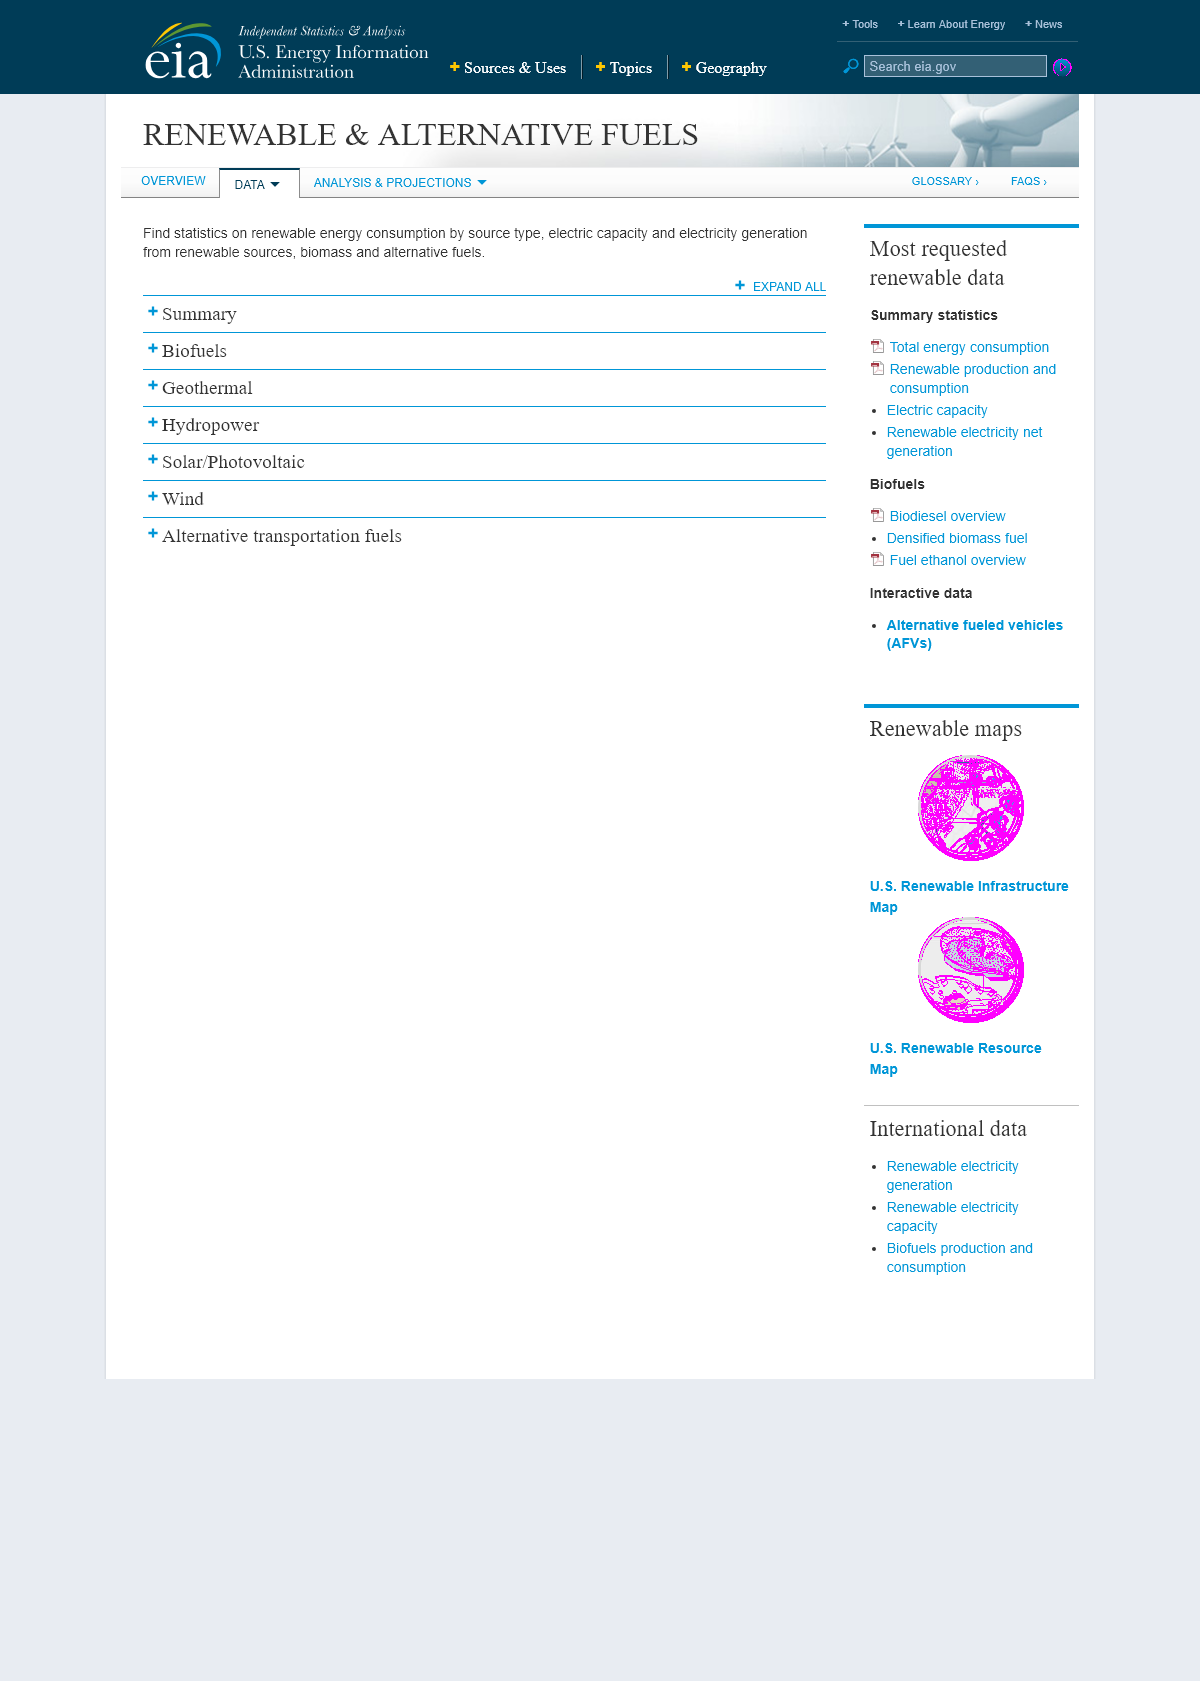 + Tools + Learn About Energy + News
eia
Independent Statistics & Analysis
U.S. Energy Information
Administration
+ Sources & Uses + Topics + Geography
Search eia.gov
RENEWABLE & ALTERNATIVE FUELS
OVERVIEW DATA ANALYSIS & PROJECTIONS GLOSSARY › FAQS ›
Find statistics on renewable energy consumption by source type, electric capacity and electricity generation
from renewable sources, biomass and alternative fuels.
+ EXPAND ALL
+ Summary
+ Biofuels
+ Geothermal
+ Hydropower
+ Solar/Photovoltaic
+ Wind
+ Alternative transportation fuels
Most requested
renewable data
Summary statistics
Total energy consumption
Renewable production and
consumption
• Electric capacity
• Renewable electricity net
generation
Biofuels
Biodiesel overview
• Densified biomass fuel
Fuel ethanol overview
Interactive data
• Alternative fueled vehicles
(AFVs)
Renewable maps
U.S. Renewable Infrastructure
Map
U.S. Renewable Resource
Map
International data
• Renewable electricity
generation
• Renewable electricity
capacity
• Biofuels production and
consumption